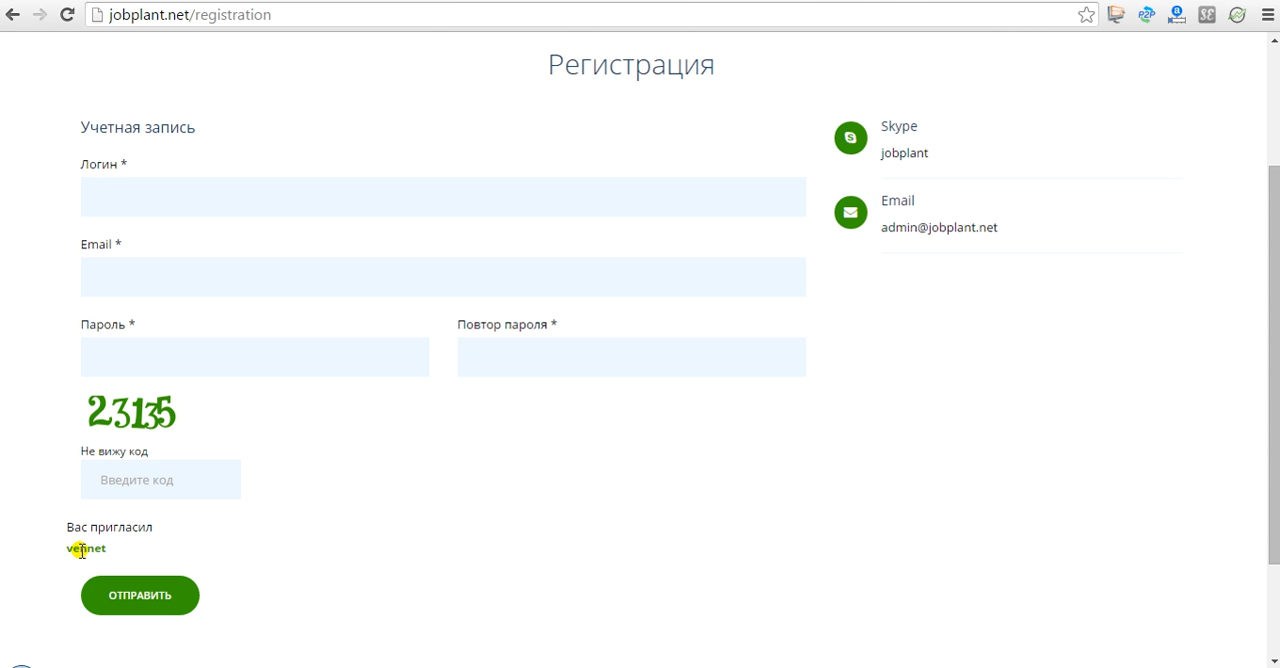 jobplant.net/registration
Регистрация
Учетная запись
Логин *
Email *
Пароль *
Повтор пароля *
23135
Не вижу код
Введите код
Вас пригласил
vennet
ОТПРАВИТЬ
Skype
jobplant
Email
admin@jobplant.net